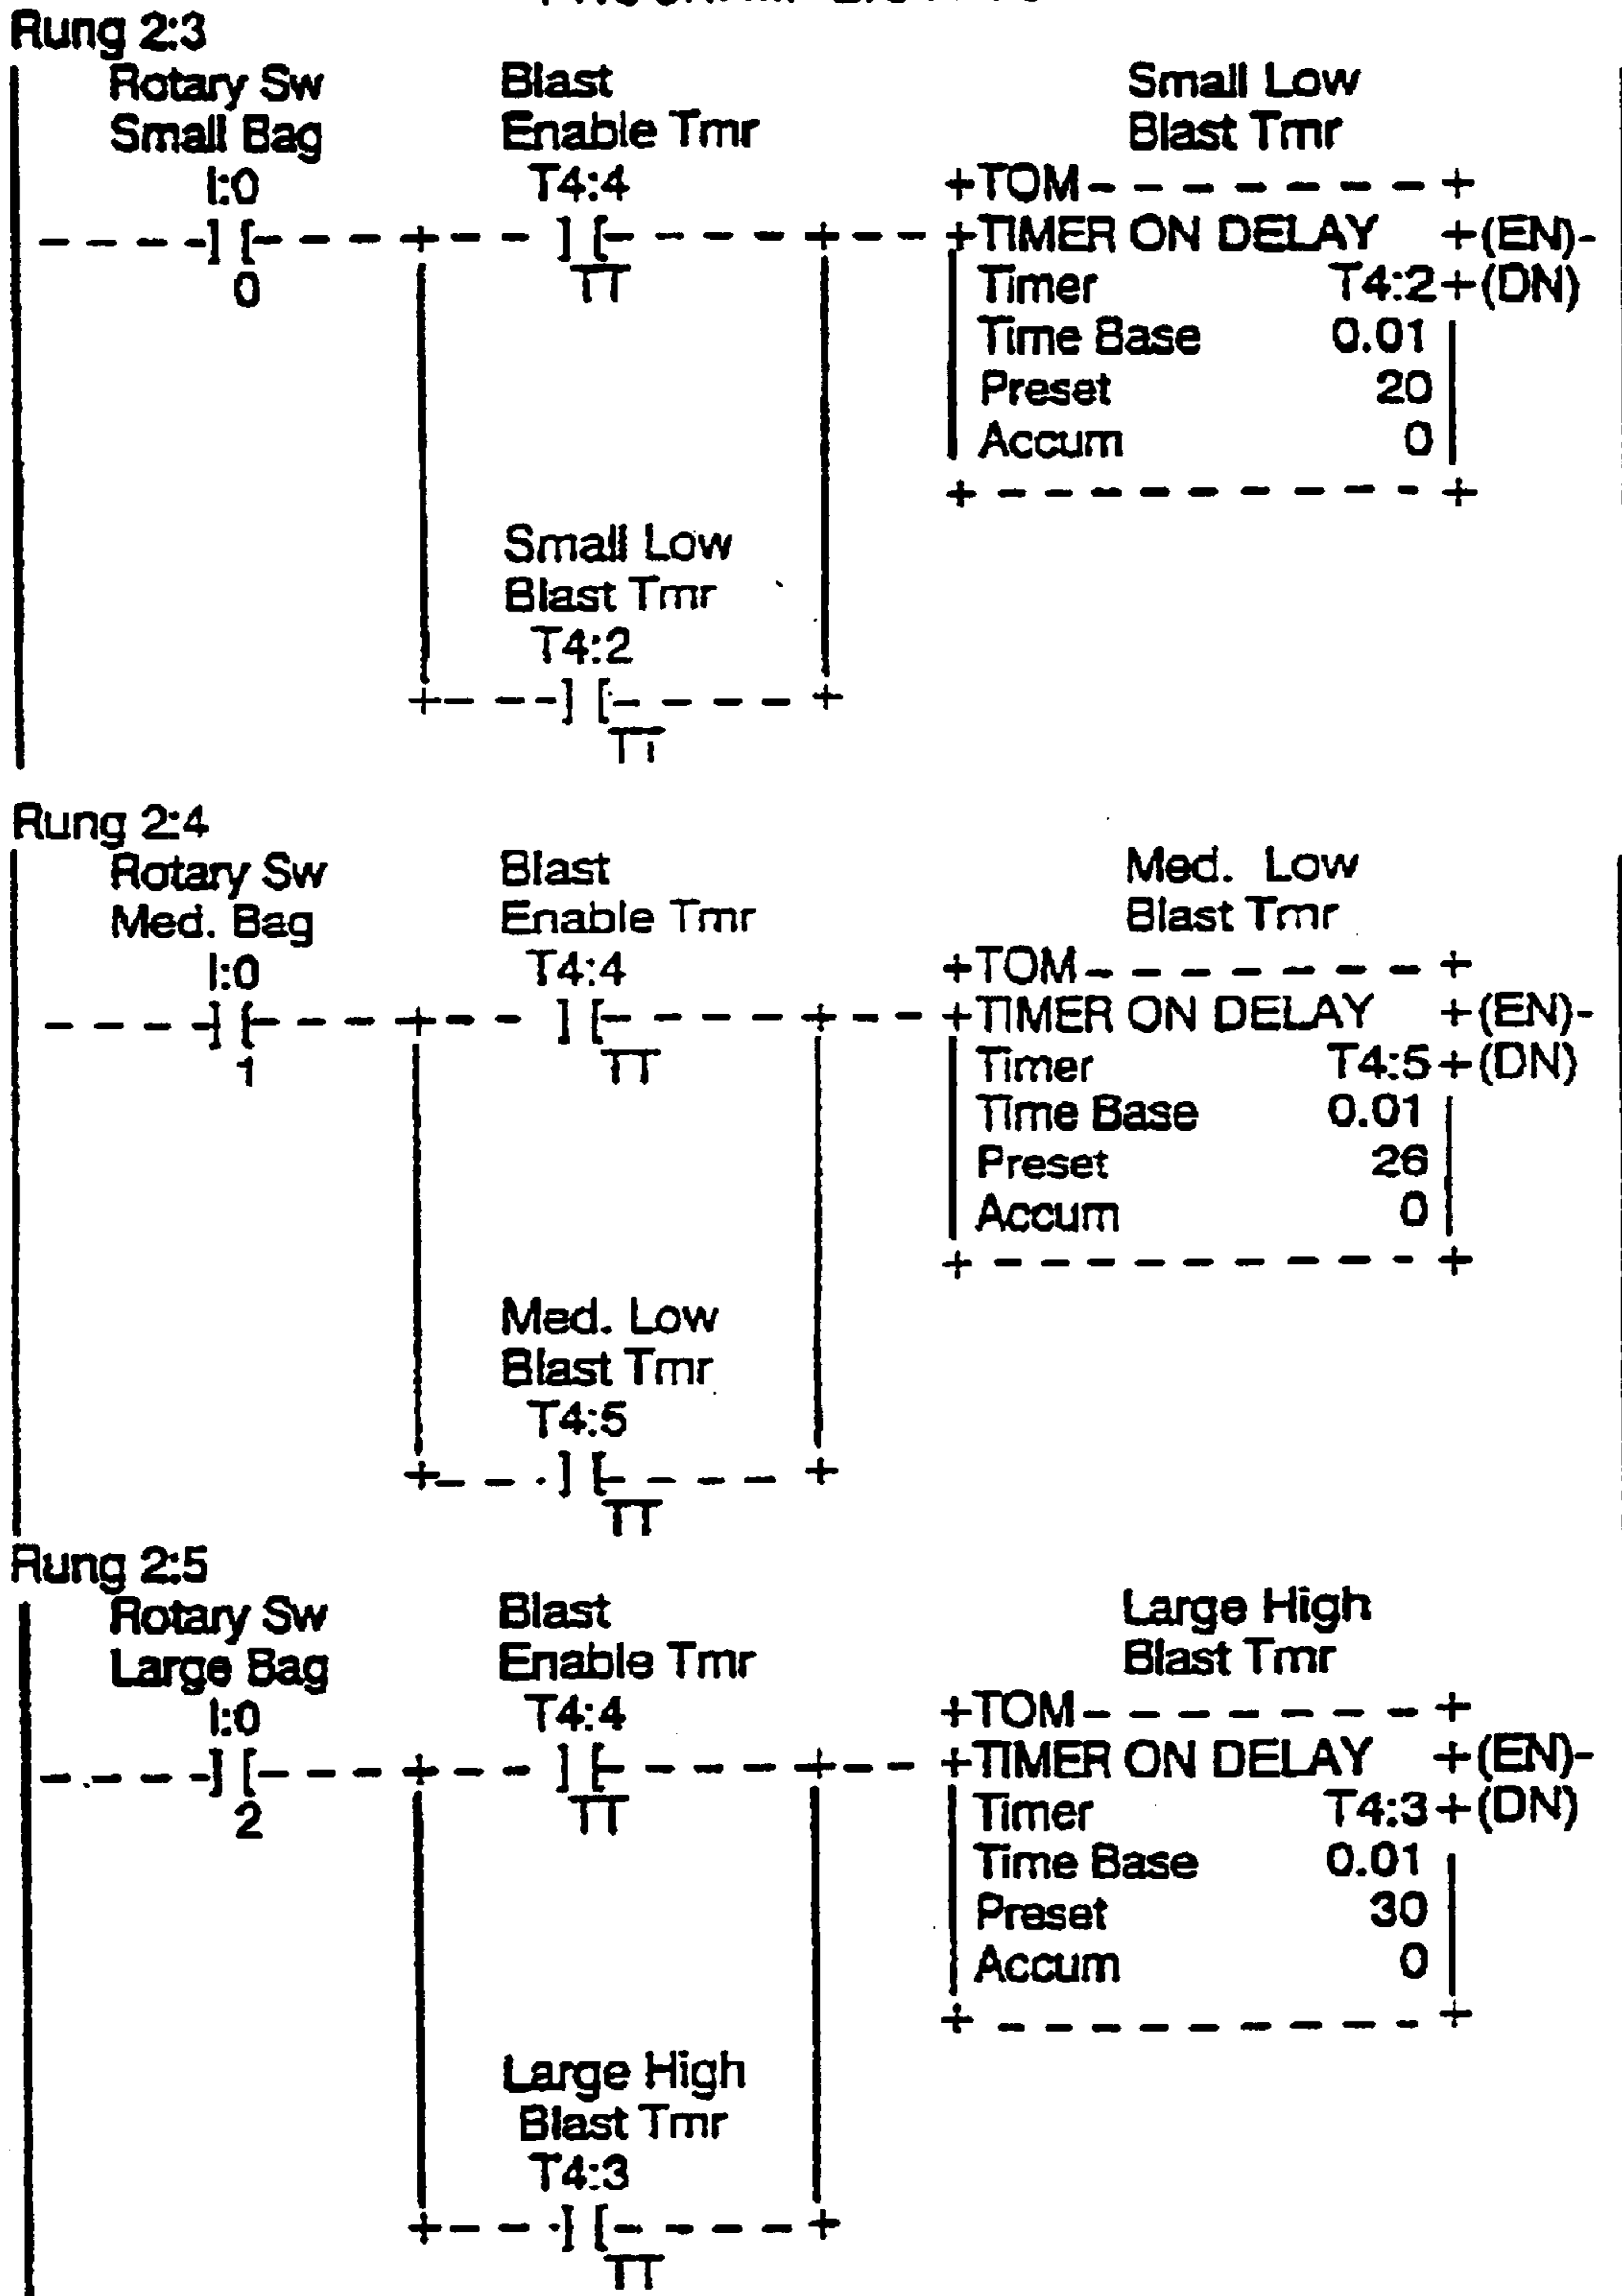 Rung 2:3
Rotary Sw Blast Small Low
Small Bag Enable Tmr Blast Tmr
I:0 T4:4 +TOM- - - - - - - - +
- - - -] [- - - + - - - ] [- - - - - + - - +TIMER ON DELAY +(EN)-
0 TT Timer T4:2+(DN)
Time Base 0.01
Preset 20
Accum 0
+ - - - - - - - - - - +
Small Low
Blast Tmr
T4:2
+- - - -] [- - - - - +
TT
Rung 2:4
Rotary Sw Blast Med. Low
Med. Bag Enable Tmr Blast Tmr
I:0 T4:4 +TOM- - - - - - - - +
- - - -] [- - - + - - - ] [- - - - - + - - +TIMER ON DELAY +(EN)-
1 TT Timer T4:5+(DN)
Time Base 0.01
Preset 26
Accum 0
+ - - - - - - - - - - +
Med. Low
Blast Tmr
T4:5
+- - - -] [- - - - - +
TT
Rung 2:5
Rotary Sw Blast Large High
Large Bag Enable Tmr Blast Tmr
I:0 T4:4 +TOM- - - - - - - - +
- - - -] [- - - + - - - ] [- - - - - + - - +TIMER ON DELAY +(EN)-
2 TT Timer T4:3+(DN)
Time Base 0.01
Preset 30
Accum 0
+ - - - - - - - - - - +
Large High
Blast Tmr
T4:3
+- - - -] [- - - - - +
TT